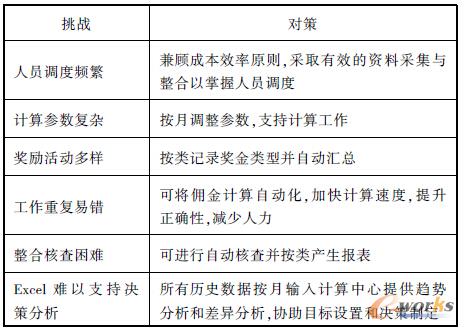 挑战 对策
人员调度频繁
兼顾成本效率原则,采取有效的资料采集与
整合以掌握人员调度
计算参数复杂 按月调整参数,支持计算工作
奖励活动多样 按类记录奖金类型并自动汇总
工作重复易错
可将佣金计算自动化,加快计算速度,提升
正确性,减少人力
整合核查困难 可进行自动核查并按类产生报表
Excel 难以支持决
策分析
所有历史数据按月输入计算中心提供趋势
分析和差异分析,协助目标设置和决策制定
e-works